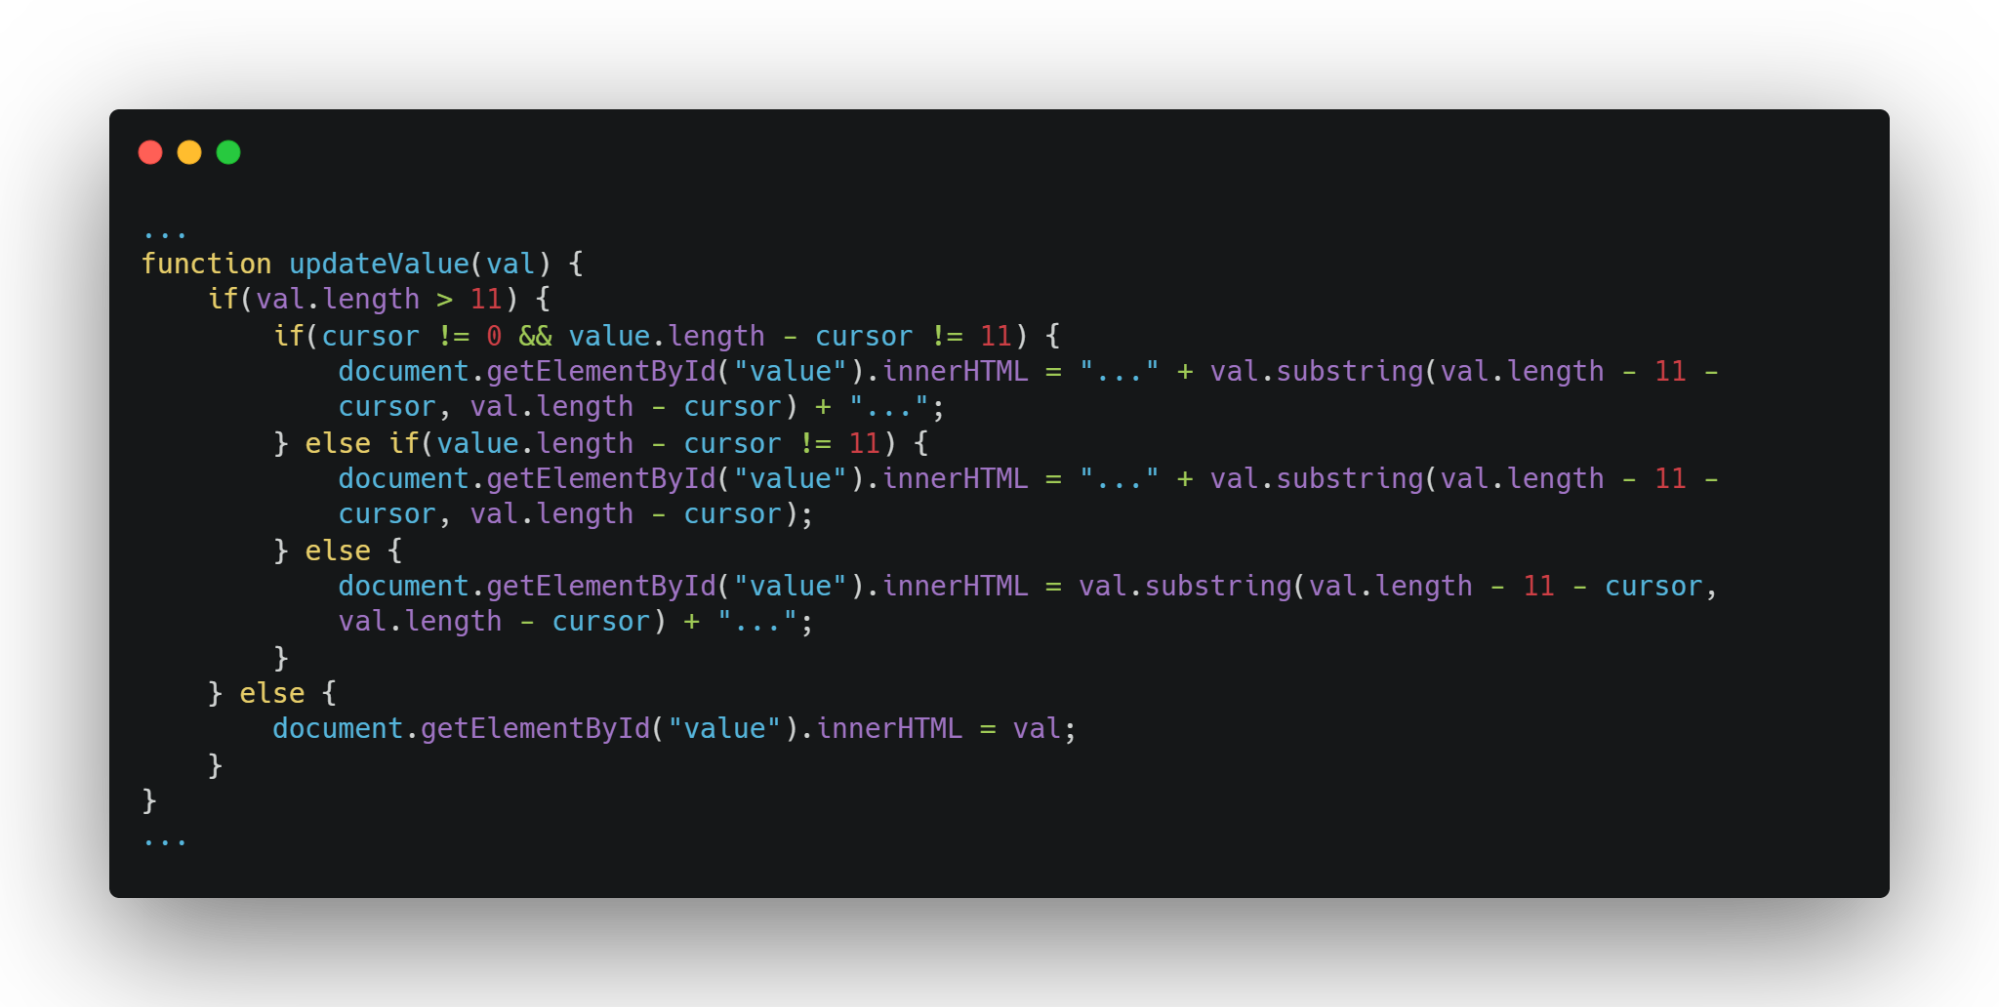 ...
function updateValue(val) {
    if(val.length > 11) {
        if(cursor != 0 && value.length - cursor != 11) {
            document.getElementById("value").innerHTML = "..." + val.substring(val.length - 11 -
            cursor, val.length - cursor) + "...";
        } else if(value.length - cursor != 11) {
            document.getElementById("value").innerHTML = "..." + val.substring(val.length - 11 -
            cursor, val.length - cursor);
        } else {
            document.getElementById("value").innerHTML = val.substring(val.length - 11 - cursor,
            val.length - cursor) + "...";
        }
    } else {
        document.getElementById("value").innerHTML = val;
    }
}
...